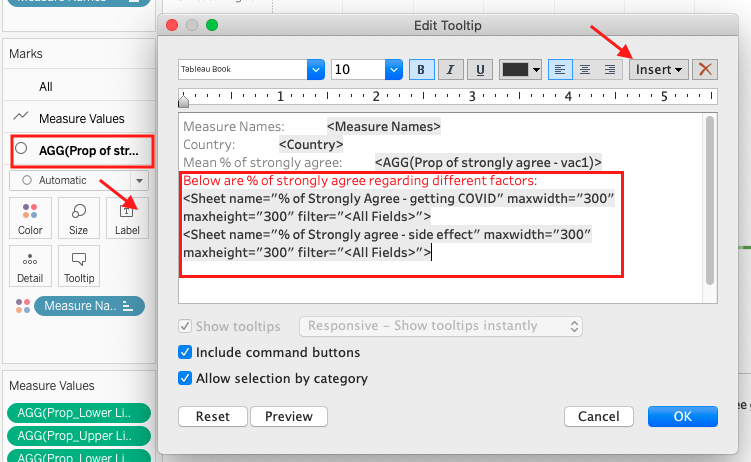 Measure Names
Marks
All
Measure Values
AGG(Prop of str...
Automatic
Color
Size
Label
Detail
Tooltip
Measure Na..
Measure Values
AGG(Prop_Lower Li..
AGG(Prop_Upper Li..
AGG(Prop_Lower Li..
Edit Tooltip
Tableau Book
10
B
I
U
Insert
1
2
3
4
5
Measure Names: <Measure Names>
Country: <Country>
Mean % of strongly agree: <AGG(Prop of strongly agree - vac1)>
Below are % of strongly agree regarding different factors:
<Sheet name="% of Strongly Agree - getting COVID" maxwidth="300"
maxheight="300" filter="<All Fields>">
<Sheet name="% of Strongly agree - side effect" maxwidth="300"
maxheight="300" filter="<All Fields>">
Show tooltips
Responsive - Show tooltips instantly
Include command buttons
Allow selection by category
Reset
Preview
Cancel
OK